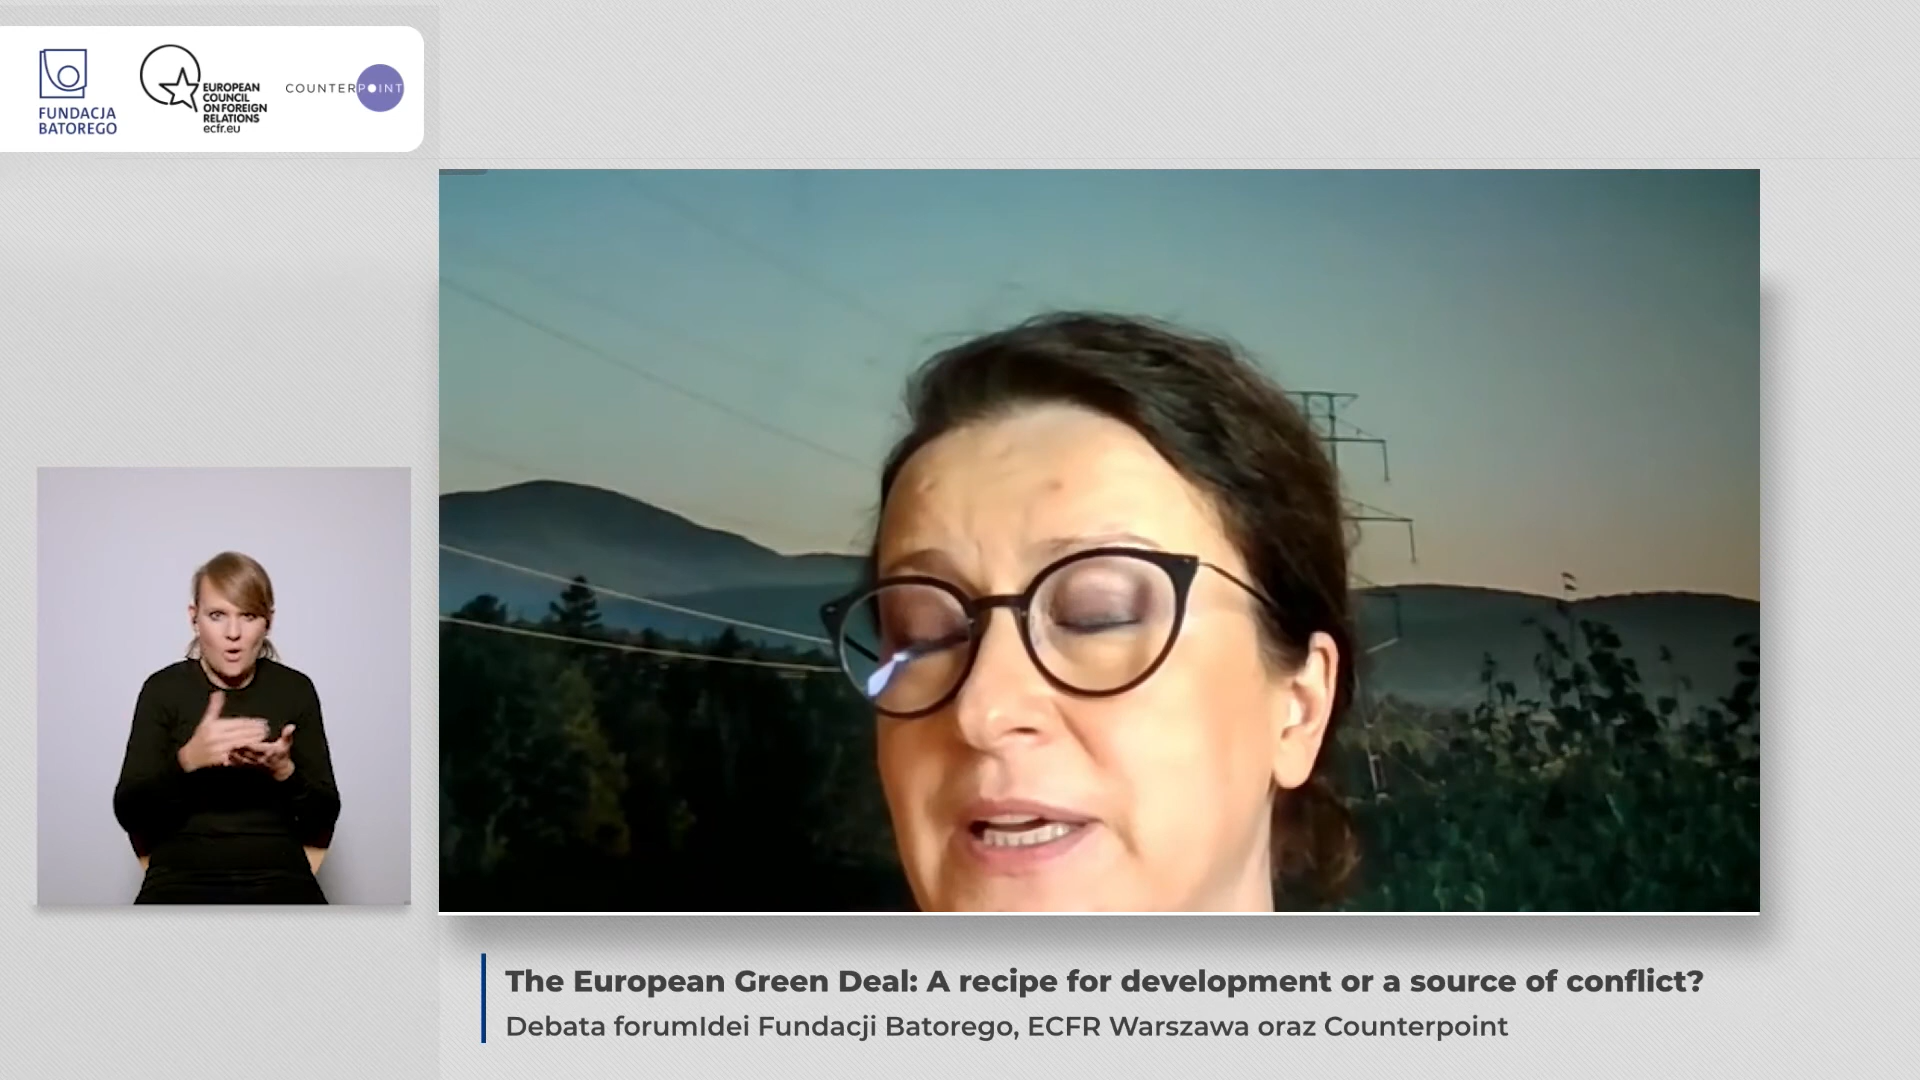 FUNDACJA
BATOREGO
EUROPEAN
COUNCIL
ON FOREIGN
RELATIONS
ecfr.eu
COUNTERPOINT
The European Green Deal: A recipe for development or a source of conflict?
Debata forumIdei Fundacji Batorego, ECFR Warszawa oraz Counterpoint